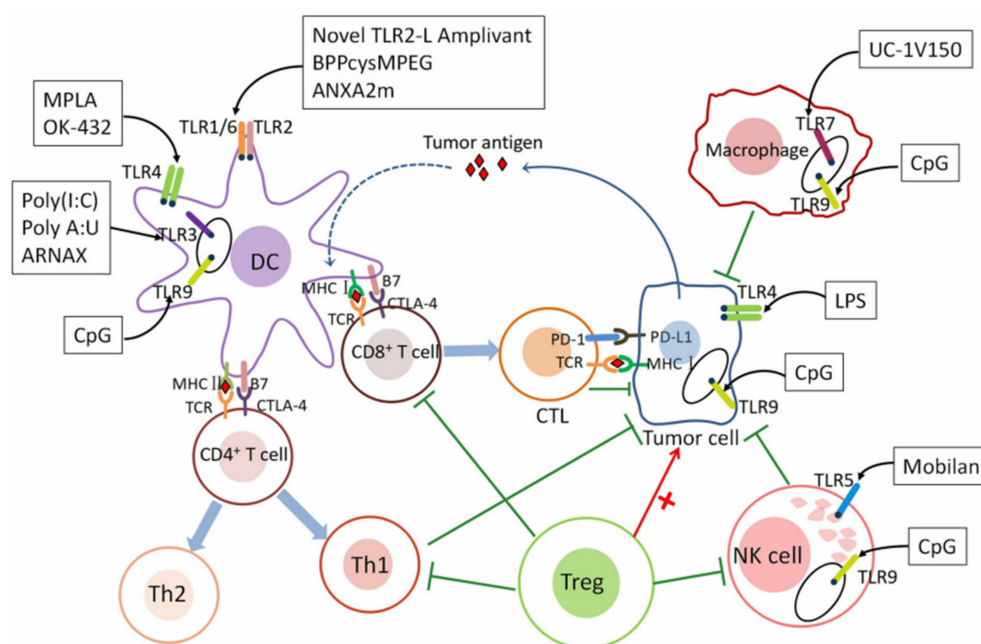 Novel TLR2-L Amplivant
BPPcysMPEG
ANXA2m
UC-1V150
MPLA
OK-432
TLR1/6
TLR2
Tumor antigen
TLR7
Macrophage
CpG
TLR9
TLR4
Poly(I:C)
Poly A:U
ARNAX
TLR3
DC
TLR9
CpG
MHC I
B7
TCR
CTLA-4
CD8⁺ T cell
PD-1
PD-L1
TCR
MHC I
CTL
TLR4
LPS
CpG
TLR9
Tumor cell
MHC II
B7
TCR
CTLA-4
CD4⁺ T cell
TLR5
Mobilan
NK cell
CpG
TLR9
Th2
Th1
Treg
+